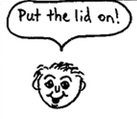 Put the lid on!